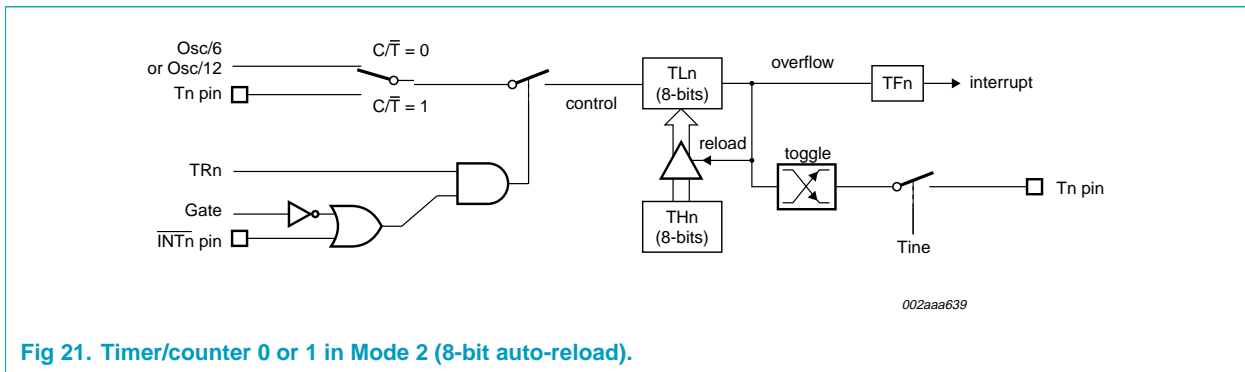 Osc/6
or Osc/12
Tn pin
C/T̅ = 0
C/T̅ = 1
control
TLn
(8-bits)
overflow
TFn
interrupt
reload
toggle
THn
(8-bits)
TRn
Gate
I̅N̅T̅n̅ pin
Tn pin
Tine
002aaa639
Fig 21. Timer/counter 0 or 1 in Mode 2 (8-bit auto-reload).